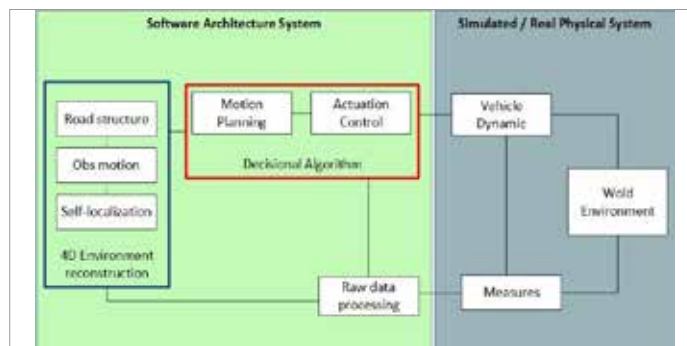 Software Architecture System
Simulated / Real Physical System
Road structure
Obs motion
Self-localization
4D Environment
reconstruction
Motion
Planning
Actuation
Control
Decisional Algorithm
Raw data
processing
Vehicle
Dynamic
Wold
Environment
Measures